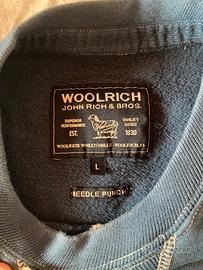 WOOLRICH
JOHN RICH & BROS.
SUPERIOR PERFORMANCE
QUALITY GOODS
EST. 1830
WOOLRICH WOOLEN MILLS - WOOLRICH, PA
L
NEEDLE PUNCH